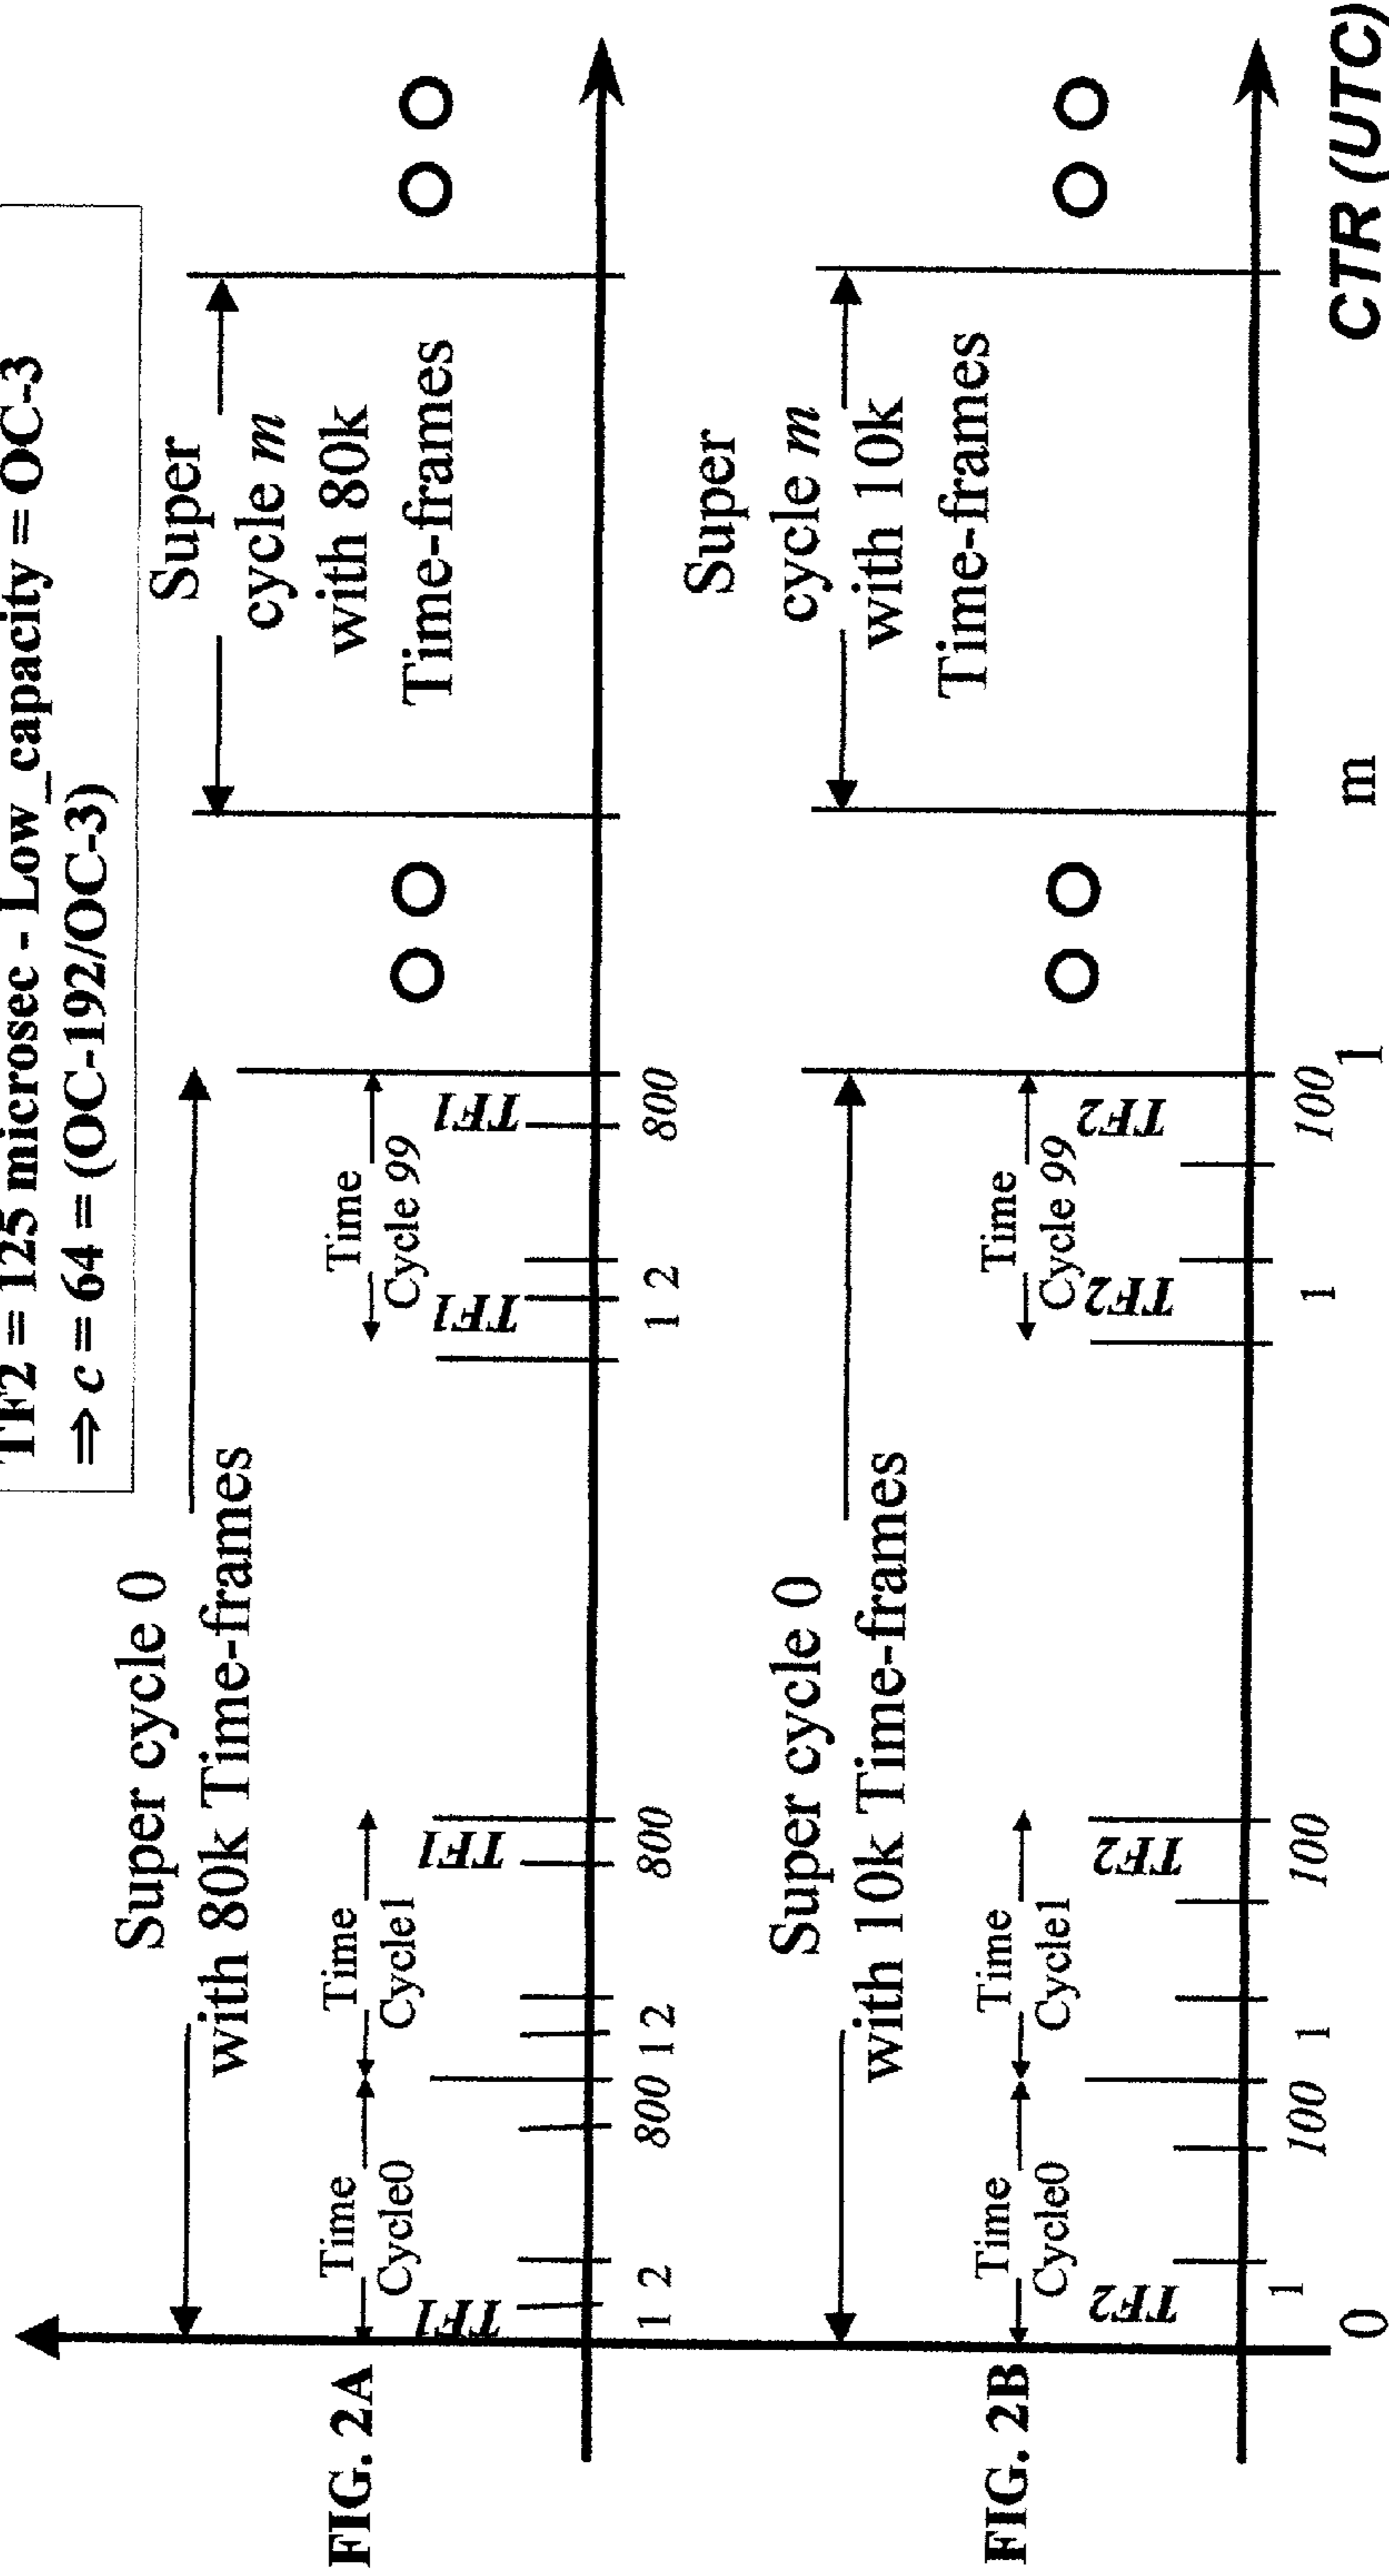 TF2 = 125 microsec - Low_capacity = OC-3
⇒ c = 64 = (OC-192/OC-3)
FIG. 2A
Super cycle 0
with 80k Time-frames
Super
cycle m
with 80k
Time-frames
Time
Cycle0
Time
Cycle1
Time
Cycle 99
TF1
TF1
TF1
TF1
1 2
800
1 2
800
1 2
800
FIG. 2B
Super cycle 0
with 10k Time-frames
Super
cycle m
with 10k
Time-frames
Time
Cycle0
Time
Cycle1
Time
Cycle 99
TF2
TF2
TF2
TF2
1
100
1
100
1
100
0
1
m
CTR (UTC)